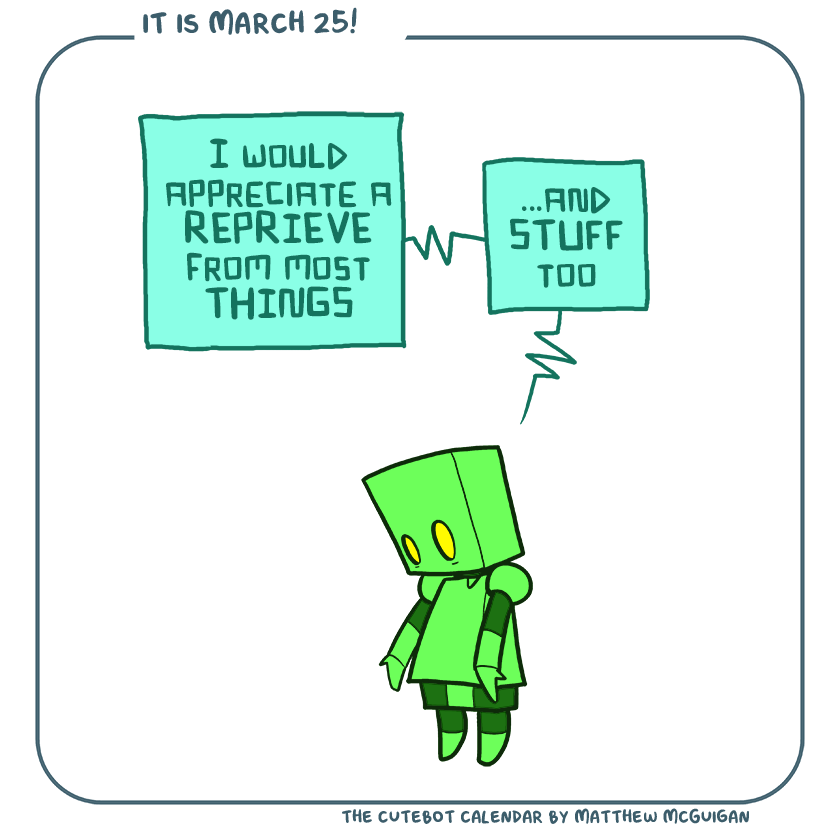 IT IS MARCH 25!
I WOULD
APPRECIATE A
REPRIEVE
FROM MOST
THINGS
...AND
STUFF
TOO
THE CUTEBOT CALENDAR BY MATTHEW MCGUIGAN